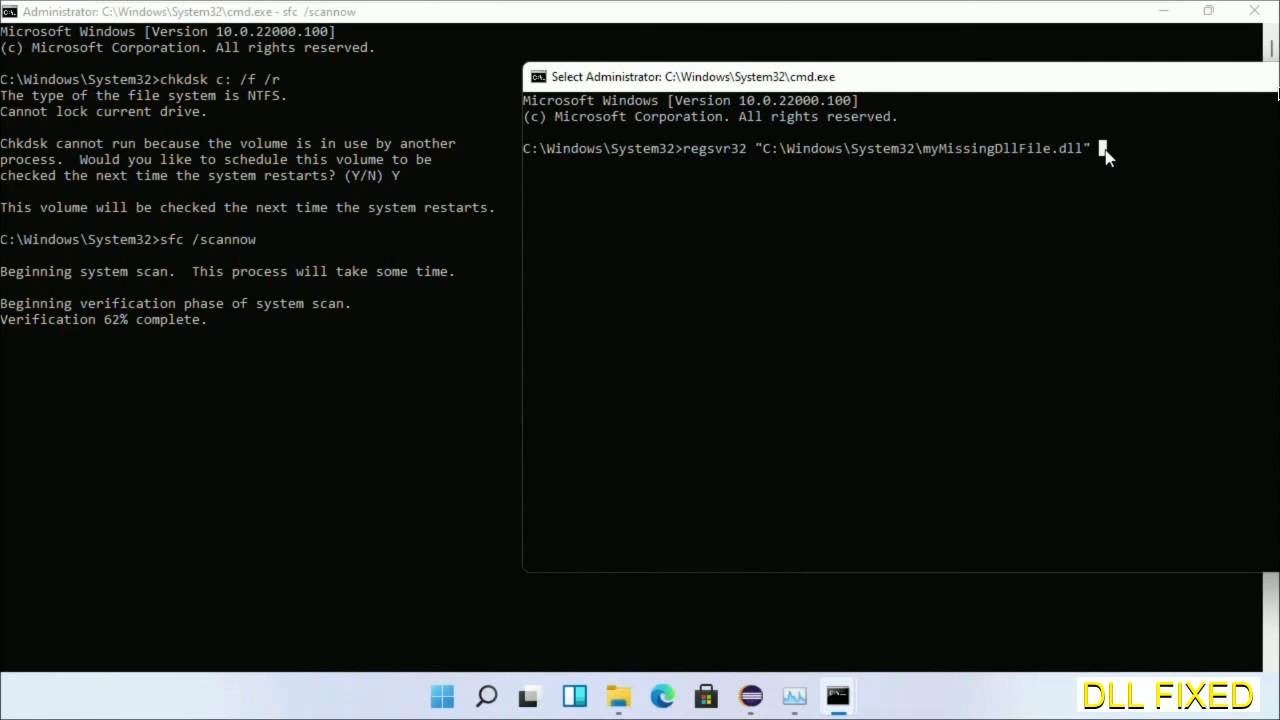 Administrator: C:\Windows\System32\cmd.exe - sfc /scannow
Microsoft Windows [Version 10.0.22000.100]
(c) Microsoft Corporation. All rights reserved.
C:\Windows\System32>chkdsk c: /f /r
The type of the file system is NTFS.
Cannot lock current drive.
Chkdsk cannot run because the volume is in use by another
process.  Would you like to schedule this volume to be
checked the next time the system restarts? (Y/N) Y
This volume will be checked the next time the system restarts.
C:\Windows\System32>sfc /scannow
Beginning system scan.  This process will take some time.
Beginning verification phase of system scan.
Verification 62% complete.
Select Administrator: C:\Windows\System32\cmd.exe
Microsoft Windows [Version 10.0.22000.100]
(c) Microsoft Corporation. All rights reserved.
C:\Windows\System32>regsvr32 "C:\Windows\System32\myMissingDllFile.dll"
DLL FIXED